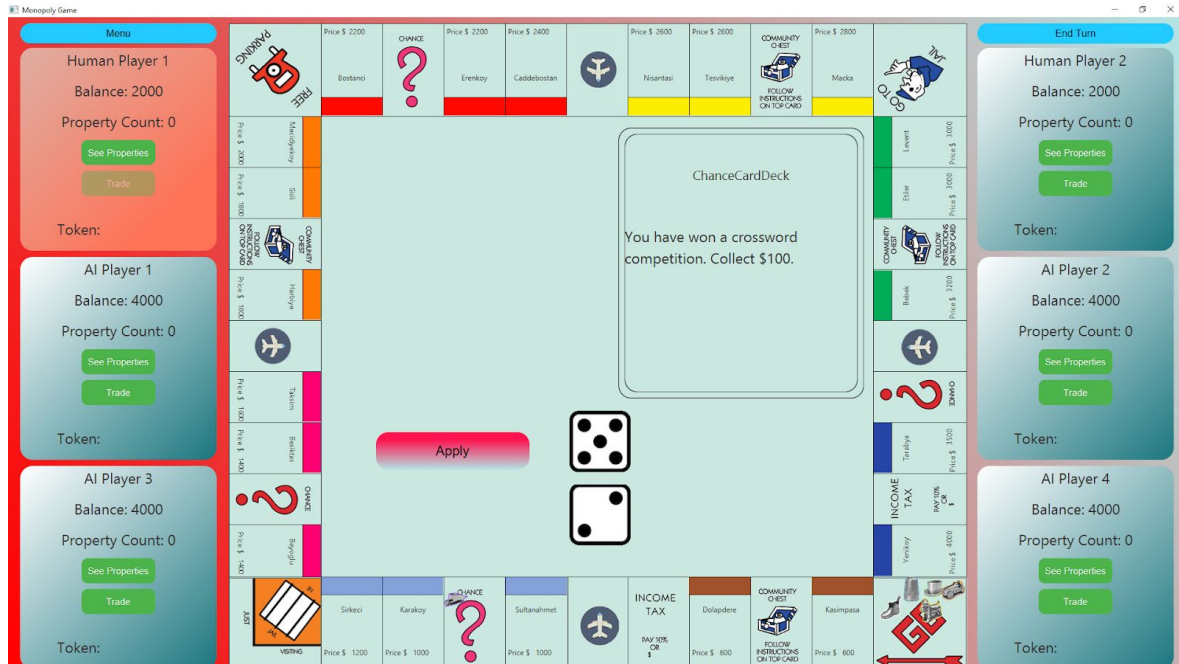 Monopoly Game
Menu
Human Player 1
Balance: 2000
Property Count: 0
See Properties
Trade
Token:
AI Player 1
Balance: 4000
Property Count: 0
See Properties
Trade
Token:
AI Player 3
Balance: 4000
Property Count: 0
See Properties
Trade
Token:
FREE
PARKING
Price $ 2200
Bostanci
CHANCE
Price $ 2200
Erenkoy
Price $ 2400
Caddebostan
Price $ 2600
Nisantasi
Price $ 2600
Tesvikiye
COMMUNITY
CHEST
FOLLOW
INSTRUCTIONS
ON TOP CARD
Price $ 2800
Macka
GO TO
JAIL
Mecidiyekoy
Price $ 2000
Sisli
Price $ 1800
COMMUNITY
CHEST
FOLLOW
INSTRUCTIONS
ON TOP CARD
Harbiye
Price $ 1800
Taksim
Price $ 1600
Besiktas
Price $ 1400
CHANCE
Beyoglu
Price $ 1400
ChanceCardDeck
You have won a crossword
competition. Collect $100.
Apply
Levent
Price $ 3000
Etiler
Price $ 3000
COMMUNITY
CHEST
FOLLOW
INSTRUCTIONS
ON TOP CARD
Bebek
Price $ 3200
CHANCE
Tarabya
Price $ 3500
INCOME
TAX
PAY 10%
OR
$
Yenikoy
Price $ 4000
JUST
VISITING
IN
JAIL
Sirkeci
Price $ 1200
Karakoy
Price $ 1000
CHANCE
Sultanahmet
Price $ 1000
INCOME
TAX
PAY 10%
OR
$
Dolapdere
Price $ 600
COMMUNITY
CHEST
FOLLOW
INSTRUCTIONS
ON TOP CARD
Kasimpasa
Price $ 600
GO
End Turn
Human Player 2
Balance: 2000
Property Count: 0
See Properties
Trade
Token:
AI Player 2
Balance: 4000
Property Count: 0
See Properties
Trade
Token:
AI Player 4
Balance: 4000
Property Count: 0
See Properties
Trade
Token: